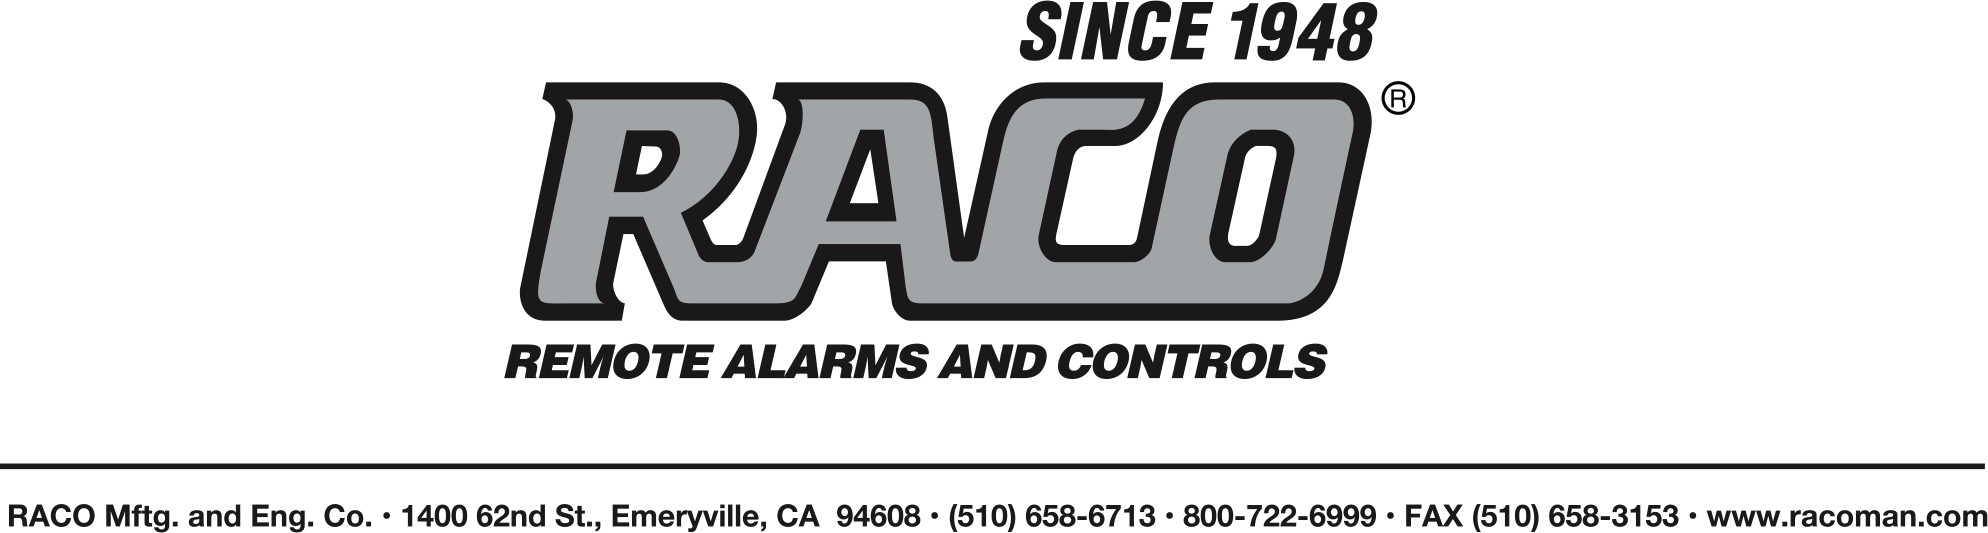 SINCE 1948
RACO®
REMOTE ALARMS AND CONTROLS
RACO Mftg. and Eng. Co. • 1400 62nd St., Emeryville, CA  94608 • (510) 658-6713 • 800-722-6999 • FAX (510) 658-3153 • www.racoman.com